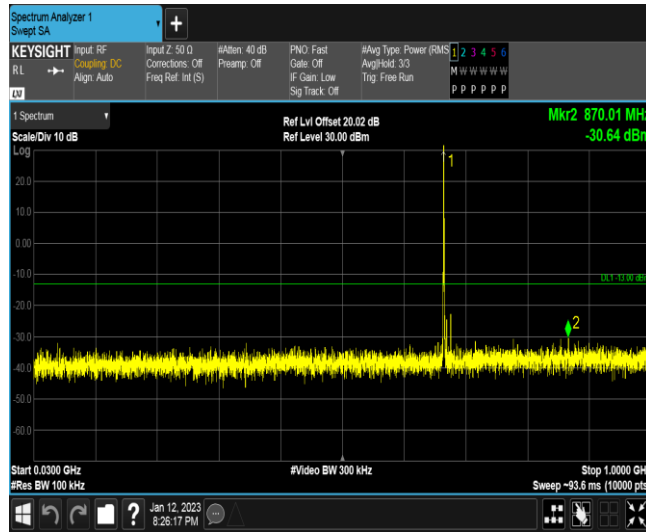 Spectrum Analyzer 1
Swept SA
+
KEYSIGHT
RL
LXI
Input: RF
Coupling: DC
Align: Auto
Input Z: 50 Ω
Corrections: Off
Freq Ref: Int (S)
#Atten: 40 dB
Preamp: Off
PNO: Fast
Gate: Off
IF Gain: Low
Sig Track: Off
#Avg Type: Power (RMS
Avg|Hold: 3/3
Trig: Free Run
1 2 3 4 5 6
M W W W W W
P P P P P P
1 Spectrum
Scale/Div 10 dB
Log
Ref Lvl Offset 20.02 dB
Ref Level 30.00 dBm
Mkr2 870.01 MHz
-30.64 dBm
1
20.0
10.0
0.00
-10.0
DL1 -13.00 dBm
-20.0
-30.0
2
-40.0
-50.0
-60.0
Start 0.0300 GHz
#Res BW 100 kHz
#Video BW 300 kHz
Stop 1.0000 GHz
Sweep ~93.6 ms (10000 pts
?
Jan 12, 2023
8:26:17 PM